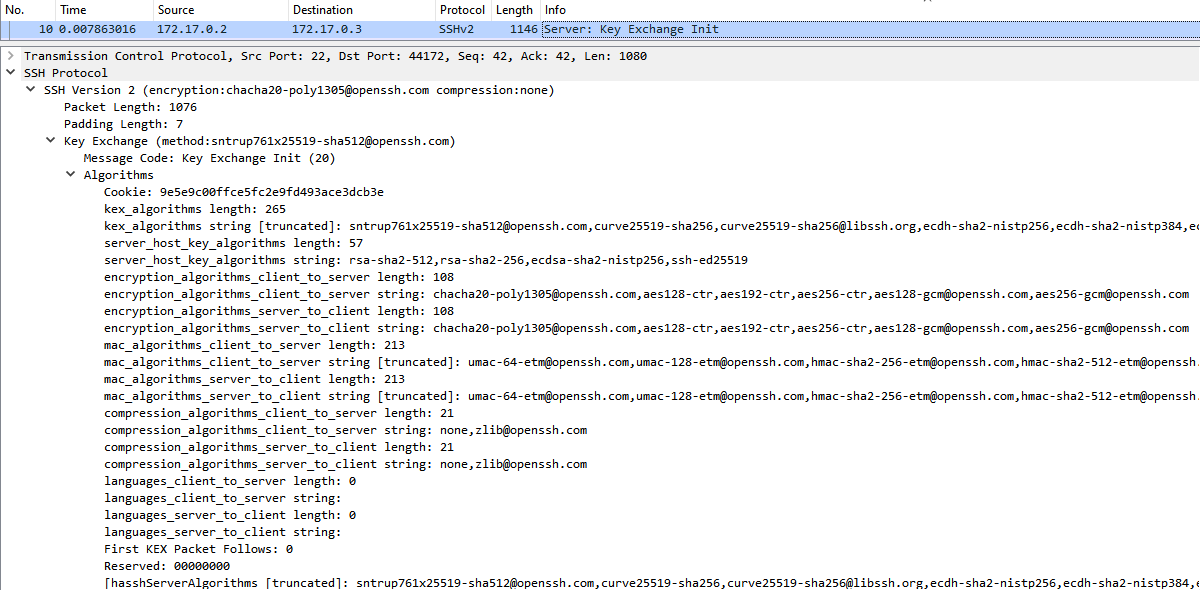 No. Time Source Destination Protocol Length Info
10 0.007863016 172.17.0.2 172.17.0.3 SSHv2 1146 Server: Key Exchange Init
Transmission Control Protocol, Src Port: 22, Dst Port: 44172, Seq: 42, Ack: 42, Len: 1080
SSH Protocol
SSH Version 2 (encryption:chacha20-poly1305@openssh.com compression:none)
Packet Length: 1076
Padding Length: 7
Key Exchange (method:sntrup761x25519-sha512@openssh.com)
Message Code: Key Exchange Init (20)
Algorithms
Cookie: 9e5e9c00ffce5fc2e9fd493ace3dcb3e
kex_algorithms length: 265
kex_algorithms string [truncated]: sntrup761x25519-sha512@openssh.com,curve25519-sha256,curve25519-sha256@libssh.org,ecdh-sha2-nistp256,ecdh-sha2-nistp384,ec
server_host_key_algorithms length: 57
server_host_key_algorithms string: rsa-sha2-512,rsa-sha2-256,ecdsa-sha2-nistp256,ssh-ed25519
encryption_algorithms_client_to_server length: 108
encryption_algorithms_client_to_server string: chacha20-poly1305@openssh.com,aes128-ctr,aes192-ctr,aes256-ctr,aes128-gcm@openssh.com,aes256-gcm@openssh.com
encryption_algorithms_server_to_client length: 108
encryption_algorithms_server_to_client string: chacha20-poly1305@openssh.com,aes128-ctr,aes192-ctr,aes256-ctr,aes128-gcm@openssh.com,aes256-gcm@openssh.com
mac_algorithms_client_to_server length: 213
mac_algorithms_client_to_server string [truncated]: umac-64-etm@openssh.com,umac-128-etm@openssh.com,hmac-sha2-256-etm@openssh.com,hmac-sha2-512-etm@openssh.
mac_algorithms_server_to_client length: 213
mac_algorithms_server_to_client string [truncated]: umac-64-etm@openssh.com,umac-128-etm@openssh.com,hmac-sha2-256-etm@openssh.com,hmac-sha2-512-etm@openssh.
compression_algorithms_client_to_server length: 21
compression_algorithms_client_to_server string: none,zlib@openssh.com
compression_algorithms_server_to_client length: 21
compression_algorithms_server_to_client string: none,zlib@openssh.com
languages_client_to_server length: 0
languages_client_to_server string:
languages_server_to_client length: 0
languages_server_to_client string:
First KEX Packet Follows: 0
Reserved: 00000000
[hasshServerAlgorithms [truncated]: sntrup761x25519-sha512@openssh.com,curve25519-sha256,curve25519-sha256@libssh.org,ecdh-sha2-nistp256,ecdh-sha2-nistp384,e